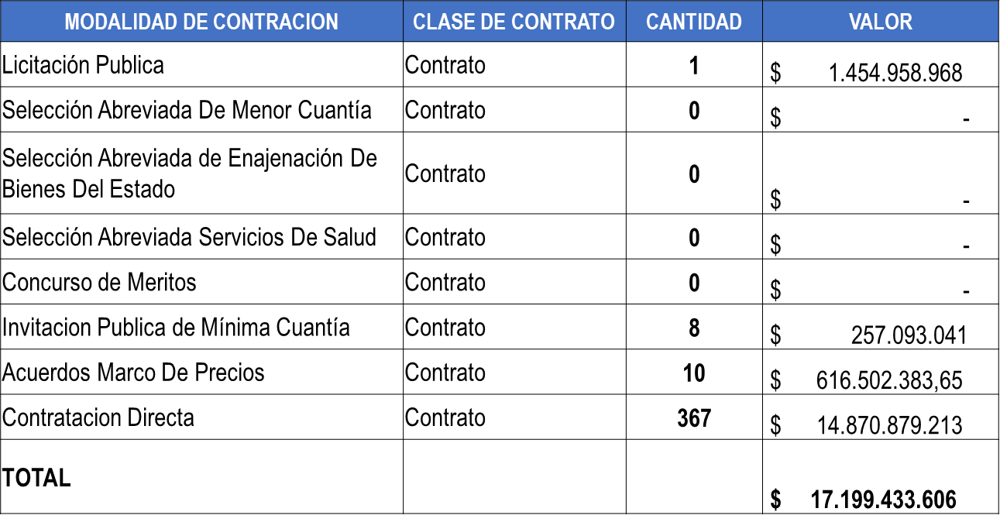 MODALIDAD DE CONTRACION CLASE DE CONTRATO CANTIDAD VALOR
Licitación Publica Contrato 1 $ 1.454.958.968
Selección Abreviada De Menor Cuantía Contrato 0 $ -
Selección Abreviada de Enajenación De
Bienes Del Estado Contrato 0 $ -
Selección Abreviada Servicios De Salud Contrato 0 $ -
Concurso de Meritos Contrato 0 $ -
Invitacion Publica de Mínima Cuantía Contrato 8 $ 257.093.041
Acuerdos Marco De Precios Contrato 10 $ 616.502.383,65
Contratacion Directa Contrato 367 $ 14.870.879.213
TOTAL $ 17.199.433.606